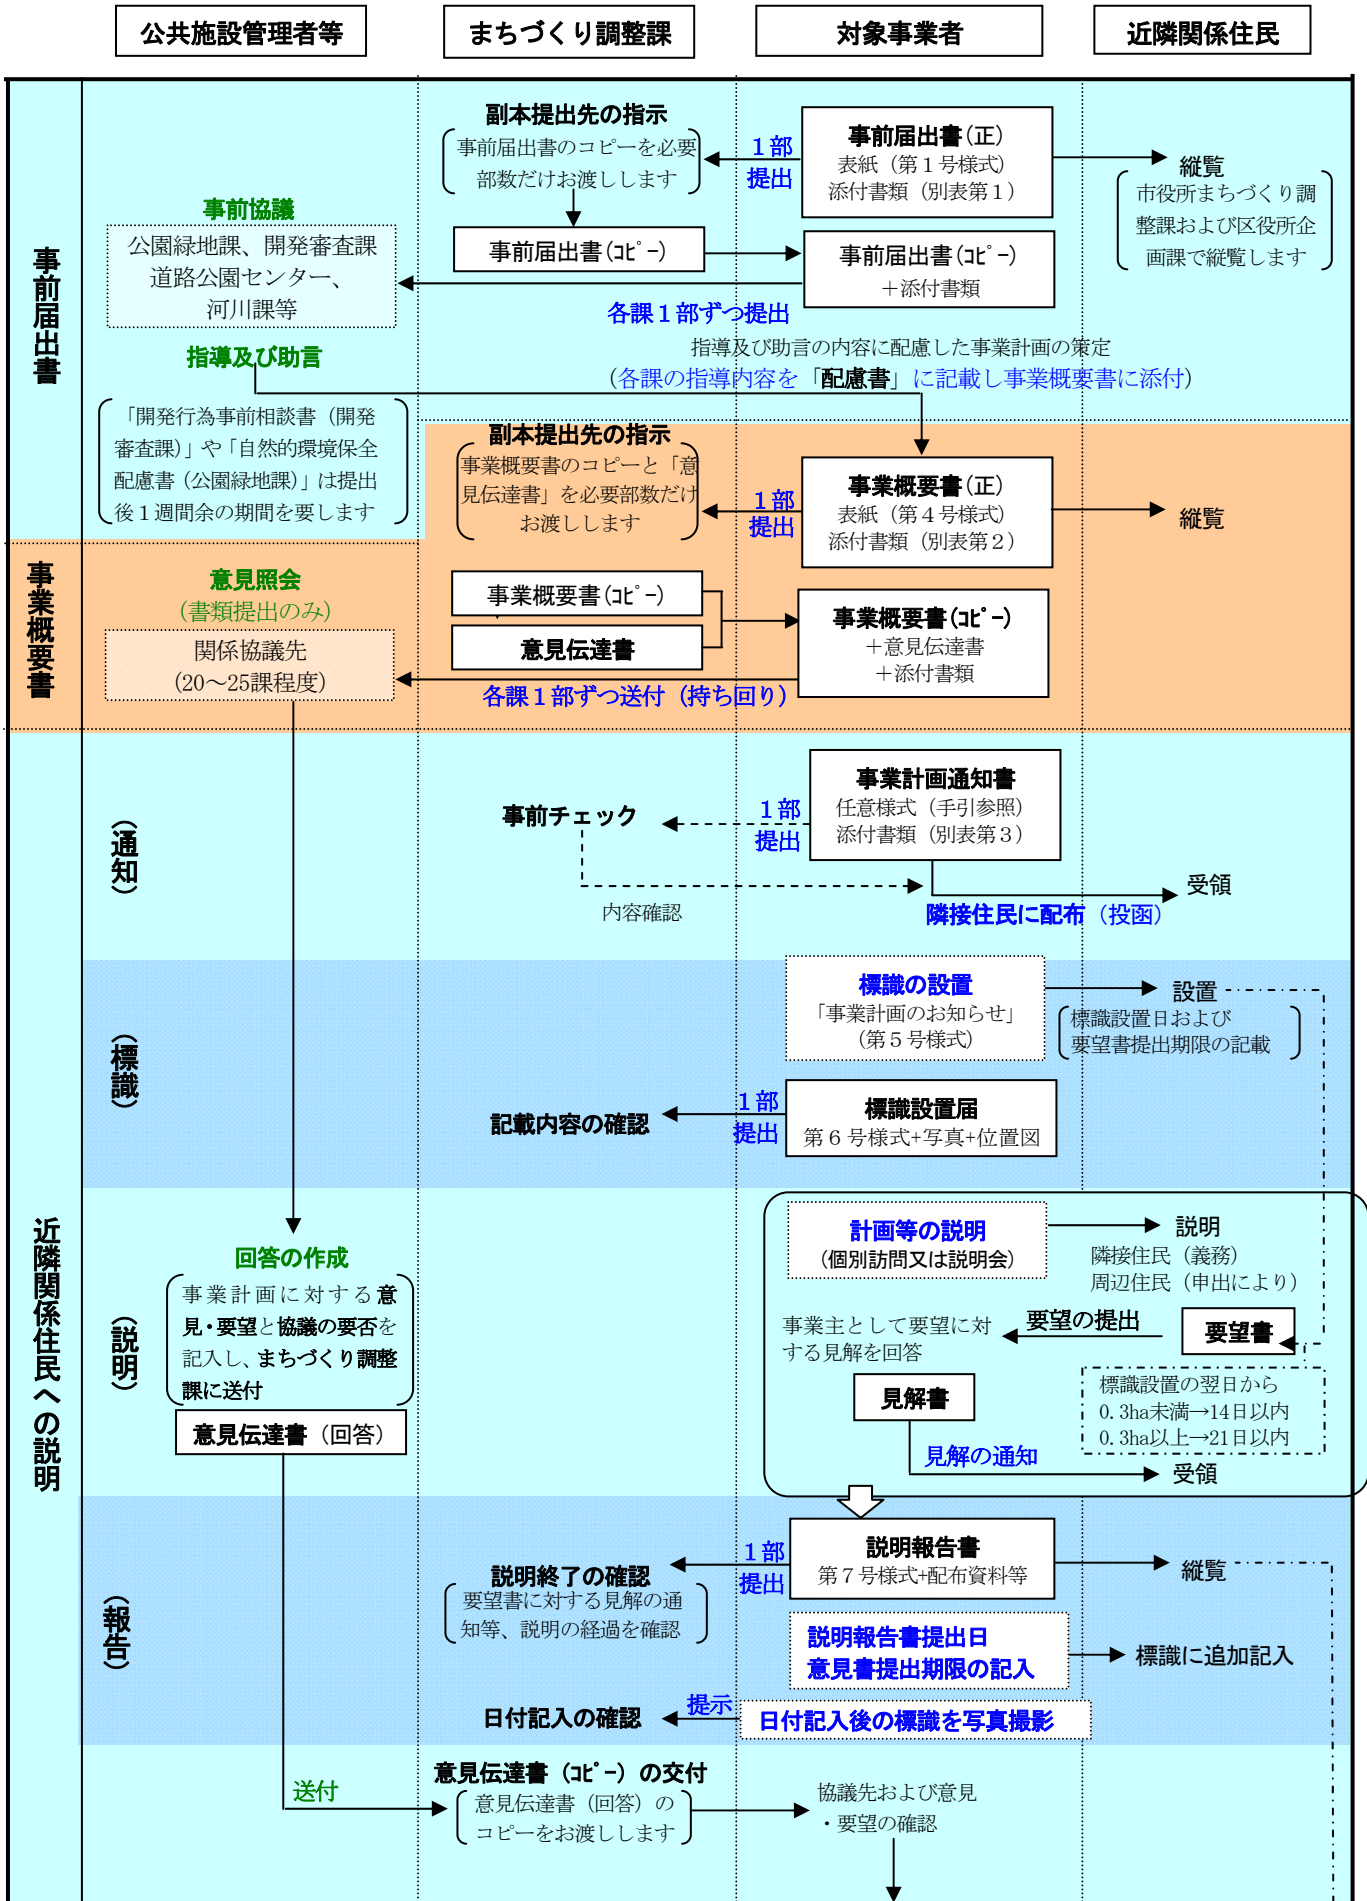 公共施設管理者等
まちづくり調整課
対象事業者
近隣関係住民
事前届出書
副本提出先の指示
事前届出書のコピーを必要
部数だけお渡しします
1部
提出
事前届出書(正)
表紙（第１号様式）
添付書類（別表第１）
縦覧
市役所まちづくり調
整課および区役所企
画課で縦覧します
事前協議
公園緑地課、開発審査課
道路公園センター、
河川課等
事前届出書(ｺﾋﾟｰ)
事前届出書(ｺﾋﾟｰ)
＋添付書類
各課１部ずつ提出
指導及び助言
指導及び助言の内容に配慮した事業計画の策定
（各課の指導内容を「配慮書」に記載し事業概要書に添付）
「開発行為事前相談書（開発
審査課）」や「自然的環境保全
配慮書（公園緑地課）」は提出
後１週間余の期間を要します
事業概要書
副本提出先の指示
事業概要書のコピーと「意
見伝達書」を必要部数だけ
お渡しします
1部
提出
事業概要書(正)
表紙（第４号様式）
添付書類（別表第２）
縦覧
意見照会
（書類提出のみ）
関係協議先
(20～25課程度)
事業概要書(ｺﾋﾟｰ)
意見伝達書
事業概要書(ｺﾋﾟｰ)
＋意見伝達書
＋添付書類
各課１部ずつ送付（持ち回り）
近隣関係住民への説明
（通知）
事前チェック
1部
提出
事業計画通知書
任意様式（手引参照）
添付書類（別表第３）
内容確認
受領
隣接住民に配布（投函）
（標識）
標識の設置
「事業計画のお知らせ」
（第５号様式）
設置
標識設置日および
要望書提出期限の記載
記載内容の確認
1部
提出
標識設置届
第６号様式+写真+位置図
（説明）
回答の作成
事業計画に対する意
見・要望と協議の要否を
記入し、まちづくり調整
課に送付
意見伝達書（回答）
計画等の説明
（個別訪問又は説明会）
説明
隣接住民（義務）
周辺住民（申出により）
要望の提出
要望書
事業主として要望に対
する見解を回答
見解書
標識設置の翌日から
0.3ha未満→14日以内
0.3ha以上→21日以内
見解の通知
受領
（報告）
説明終了の確認
要望書に対する見解の通
知等、説明の経過を確認
1部
提出
説明報告書
第７号様式+配布資料等
縦覧
説明報告書提出日
意見書提出期限の記入
標識に追加記入
日付記入の確認
提示
日付記入後の標識を写真撮影
送付
意見伝達書（ｺﾋﾟｰ）の交付
意見伝達書（回答）の
コピーをお渡しします
協議先および意見
・要望の確認